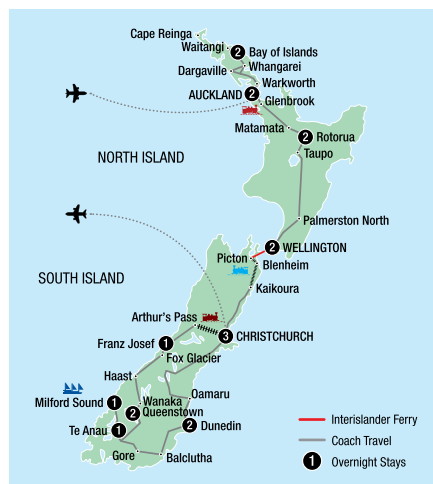 Cape Reinga
Waitangi
2 Bay of Islands
Whangarei
Dargaville
Warkworth
AUCKLAND 2
Glenbrook
Matamata
2 Rotorua
Taupo
NORTH ISLAND
Palmerston North
2 WELLINGTON
Picton
Blenheim
SOUTH ISLAND
Kaikoura
Arthur's Pass
3 CHRISTCHURCH
Franz Josef 1
Fox Glacier
Haast
Oamaru
Milford Sound 1
Wanaka
2 Queenstown
Te Anau 1
2 Dunedin
Gore
Balclutha
Interislander Ferry
Coach Travel
1 Overnight Stays